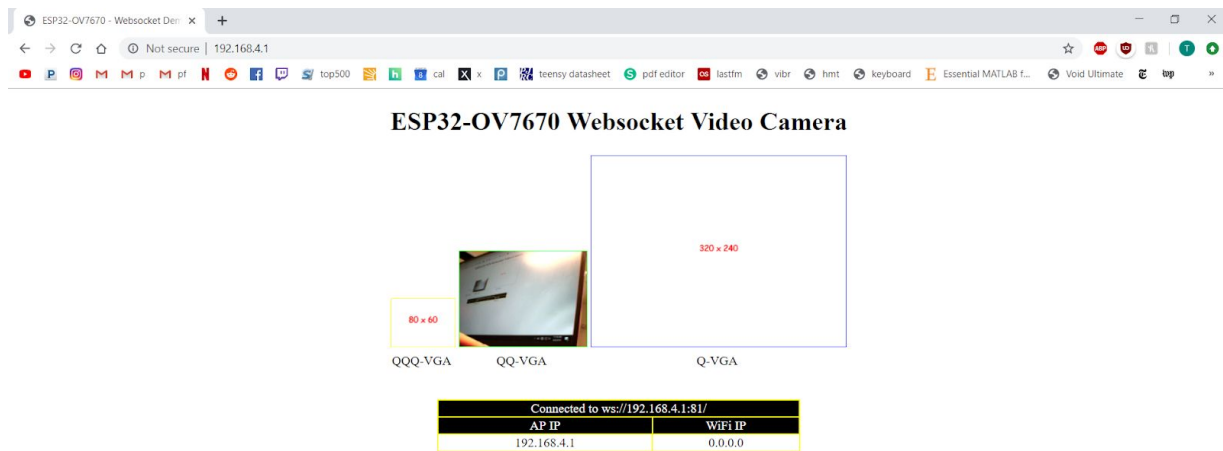 ESP32-OV7670 - Websocket Den
Not secure | 192.168.4.1
top500 cal x teensy datasheet pdf editor lastfm vibr hmt keyboard Essential MATLAB f... Void Ultimate »
ESP32-OV7670 Websocket Video Camera
320 x 240
80 x 60
QQQ-VGA QQ-VGA Q-VGA
Connected to ws://192.168.4.1:81/
AP IP WiFi IP
192.168.4.1 0.0.0.0